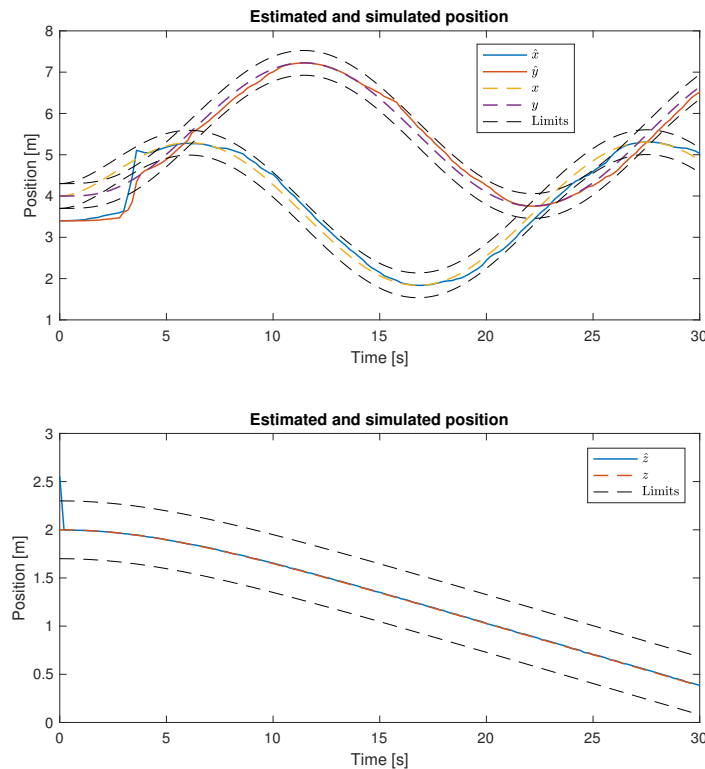 Estimated and simulated position
8
7
6
5
4
3
2
1
Position [m]
x̂
ŷ
x
y
Limits
0 5 10 15 20 25 30
Time [s]
Estimated and simulated position
3
2.5
2
1.5
1
0.5
0
Position [m]
ẑ
z
Limits
0 5 10 15 20 25 30
Time [s]